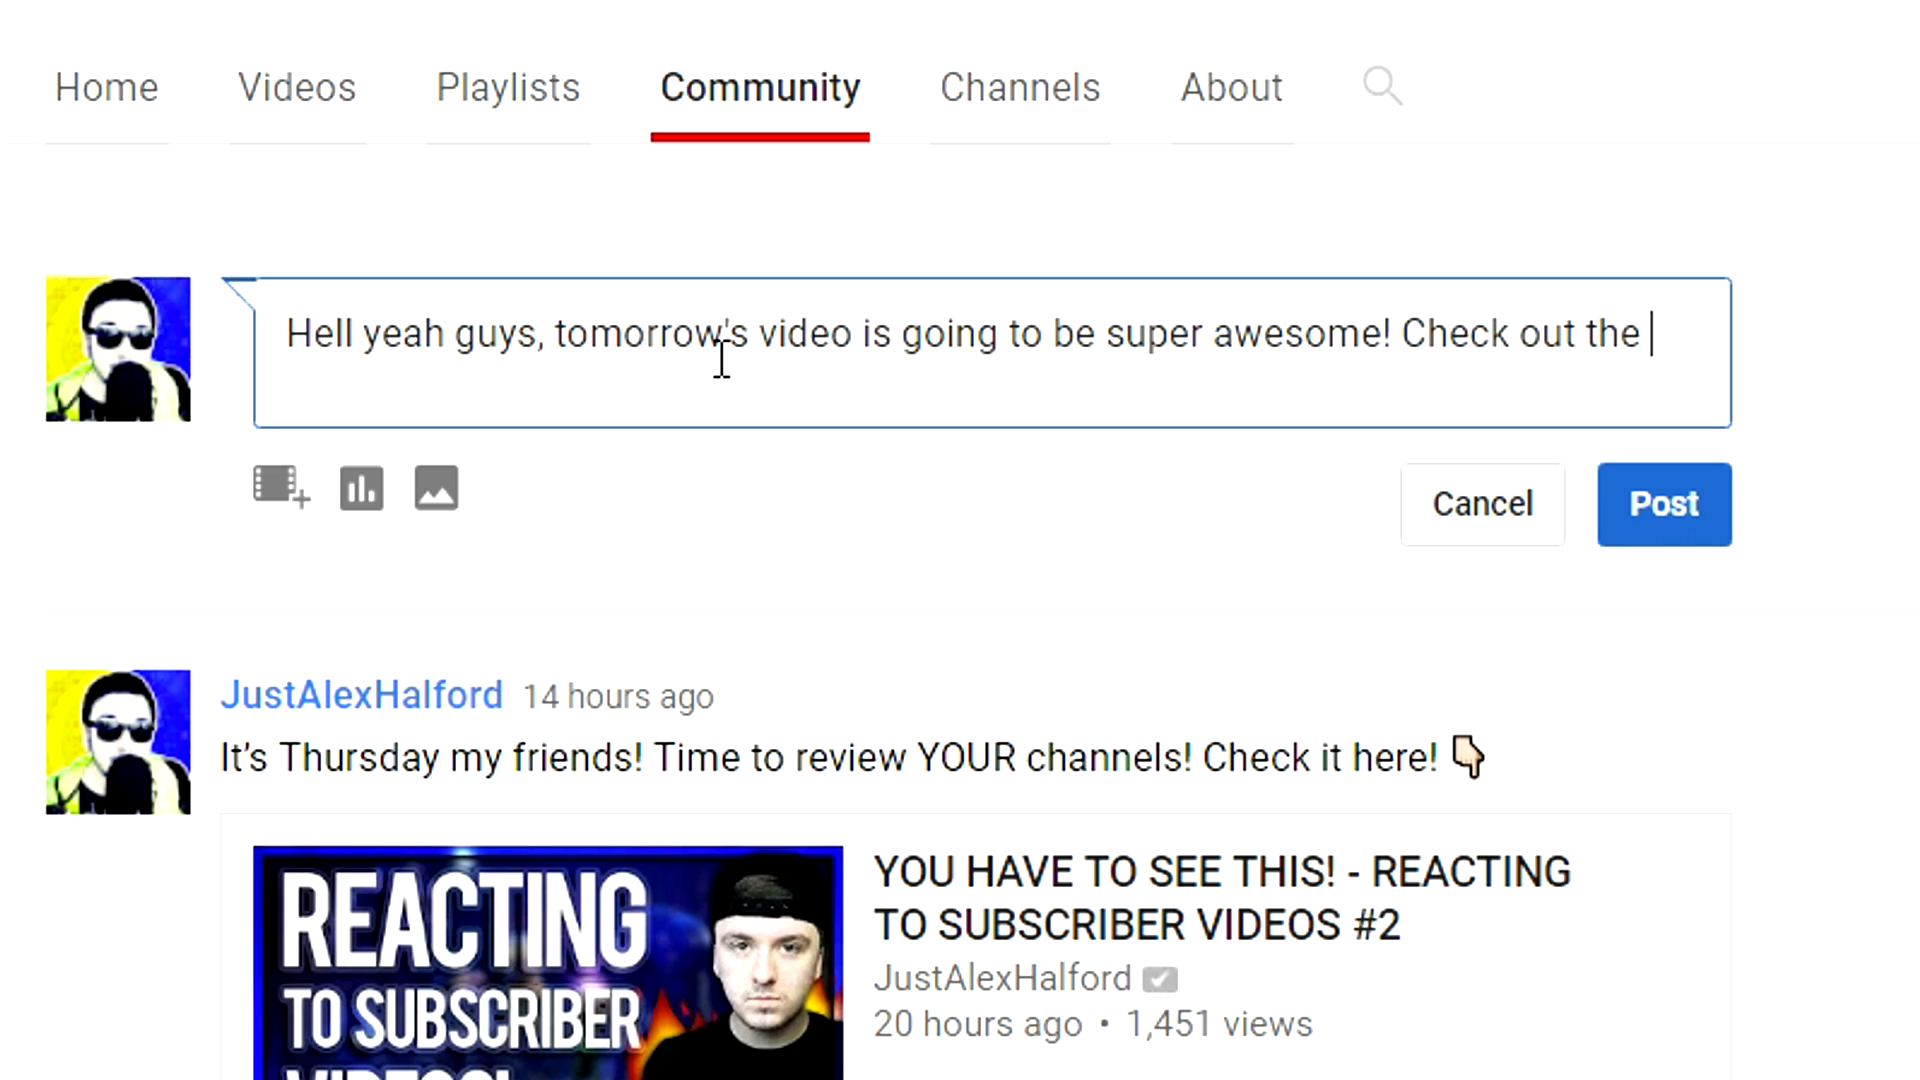 Home Videos Playlists Community Channels About
Hell yeah guys, tomorrow's video is going to be super awesome! Check out the
Cancel Post
JustAlexHalford 14 hours ago
It's Thursday my friends! Time to review YOUR channels! Check it here!
REACTING
TO SUBSCRIBER
YOU HAVE TO SEE THIS! - REACTING
TO SUBSCRIBER VIDEOS #2
JustAlexHalford
20 hours ago • 1,451 views